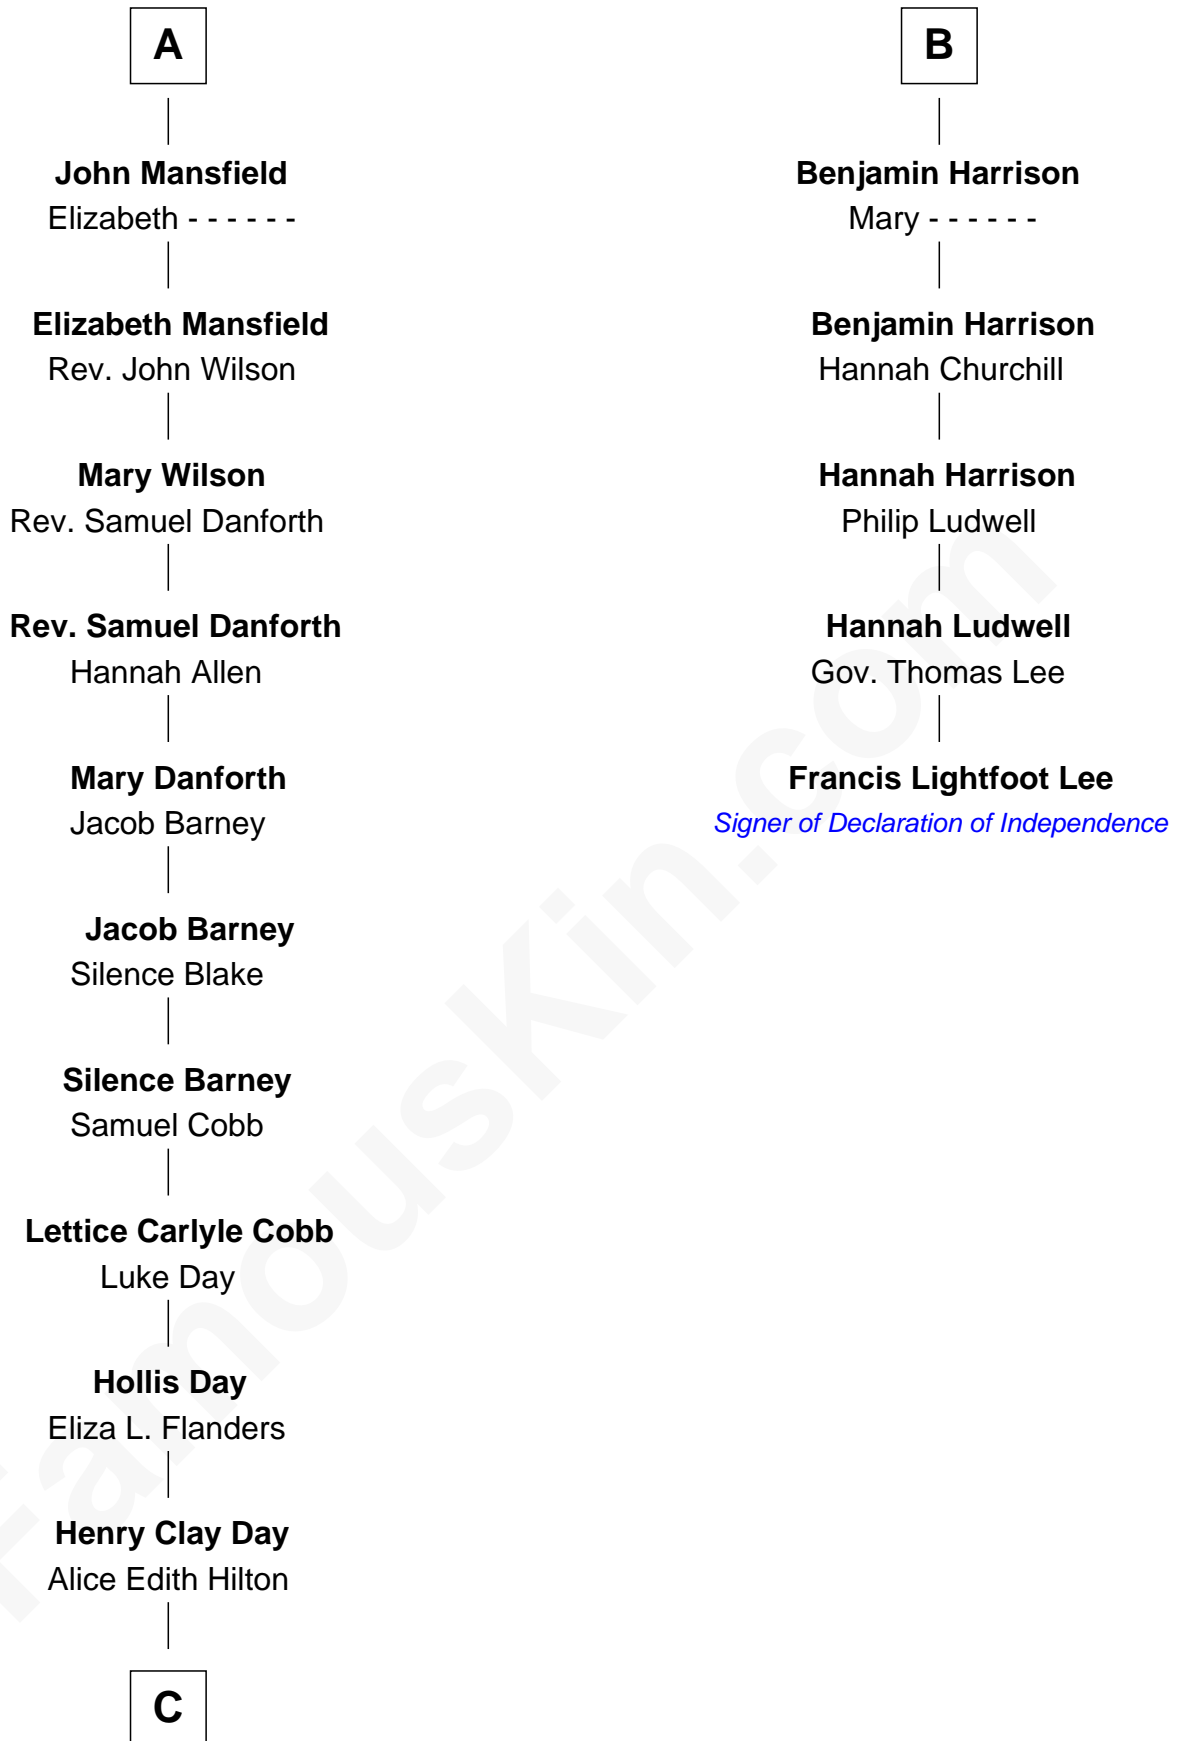 A
John Mansfield
Elizabeth - - - - - -
Elizabeth Mansfield
Rev. John Wilson
Mary Wilson
Rev. Samuel Danforth
Rev. Samuel Danforth
Hannah Allen
Mary Danforth
Jacob Barney
Jacob Barney
Silence Blake
Silence Barney
Samuel Cobb
Lettice Carlyle Cobb
Luke Day
Hollis Day
Eliza L. Flanders
Henry Clay Day
Alice Edith Hilton
C
B
Benjamin Harrison
Mary - - - - - -
Benjamin Harrison
Hannah Churchill
Hannah Harrison
Philip Ludwell
Hannah Ludwell
Gov. Thomas Lee
Francis Lightfoot Lee
Signer of Declaration of Independence
FamousKin.com